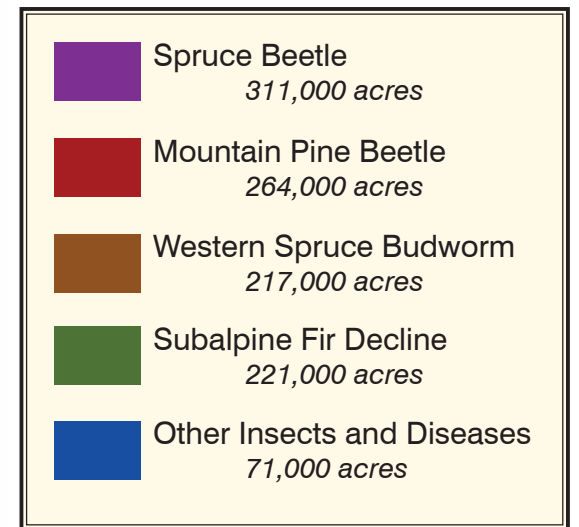 Spruce Beetle
311,000 acres
Mountain Pine Beetle
264,000 acres
Western Spruce Budworm
217,000 acres
Subalpine Fir Decline
221,000 acres
Other Insects and Diseases
71,000 acres